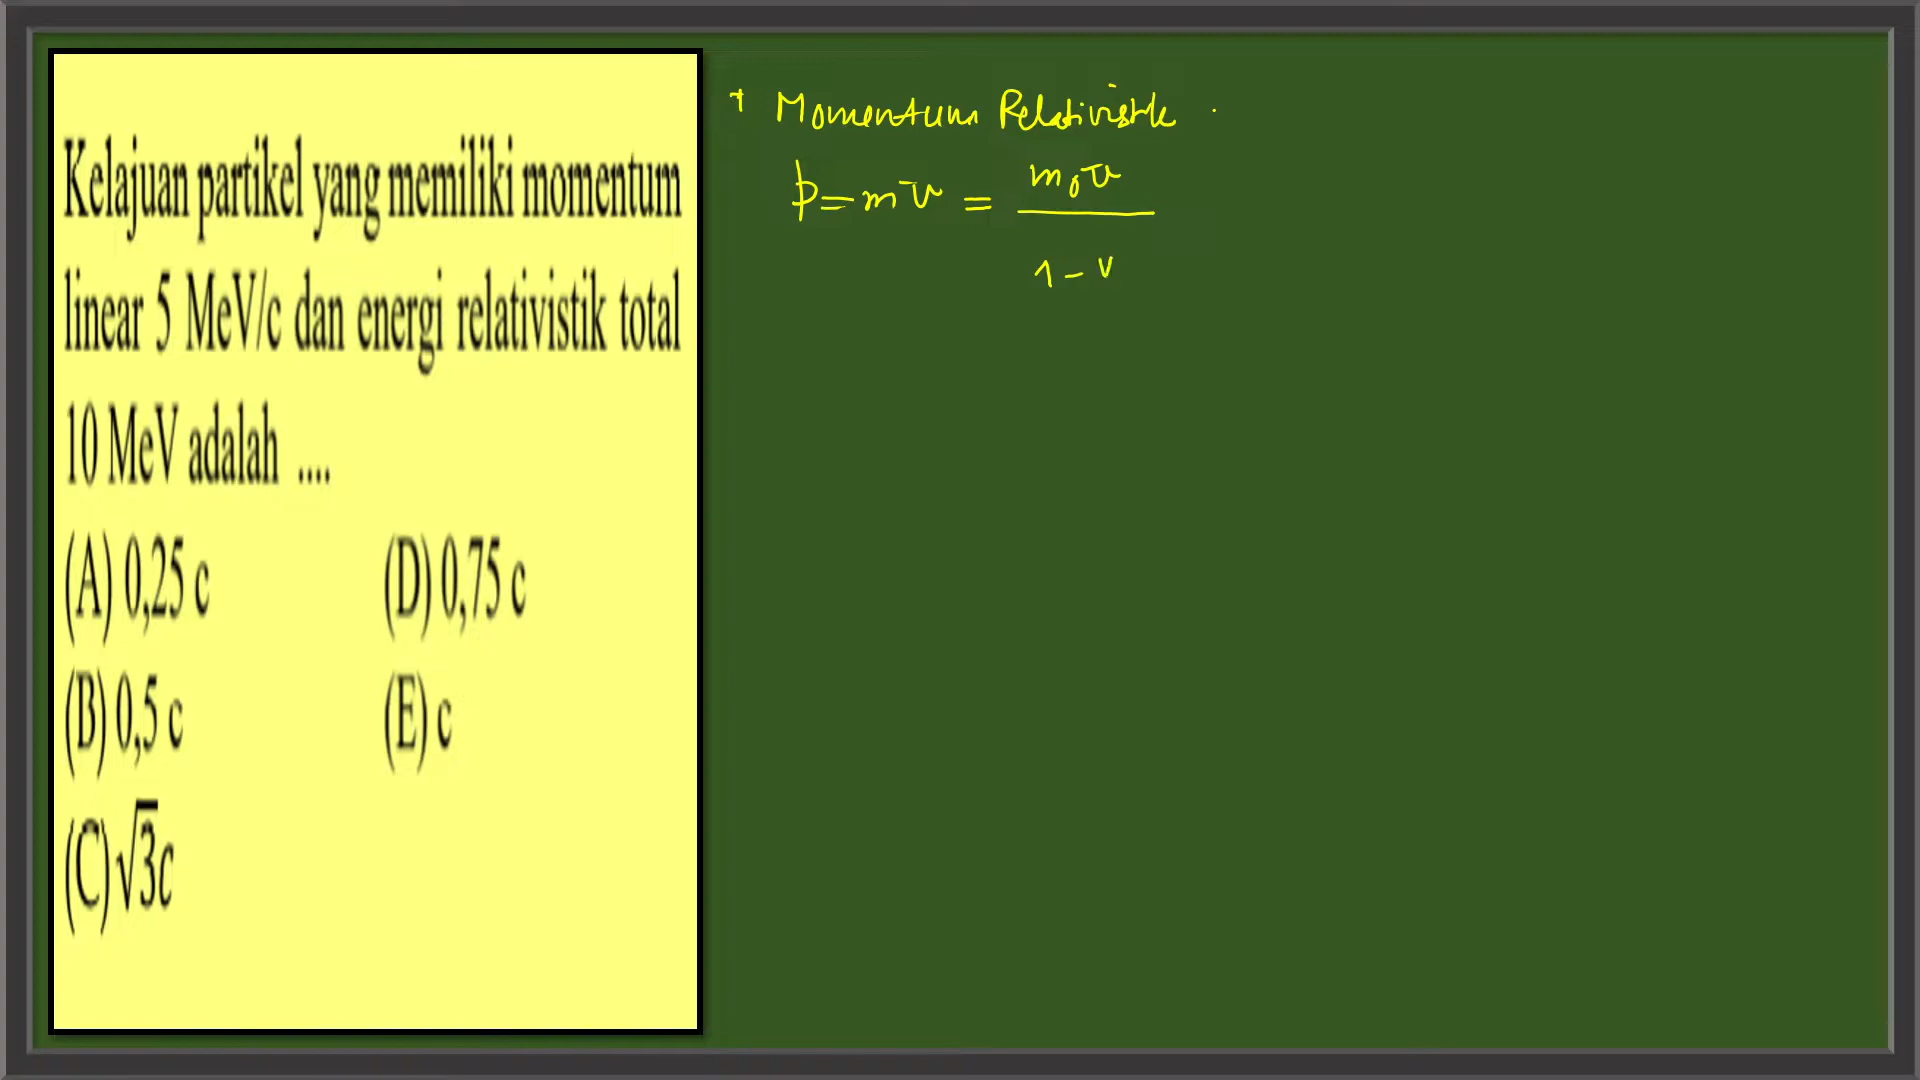 Kelajuan partikel yang memiliki momentum
linear 5 MeV/c dan energi relativistik total
10 MeV adalah ....
(A) 0,25 c (D) 0,75 c
(B) 0,5 c (E) c
(C) √3c
* Momentum Relativistik .
p = mv = m₀v
1 - v